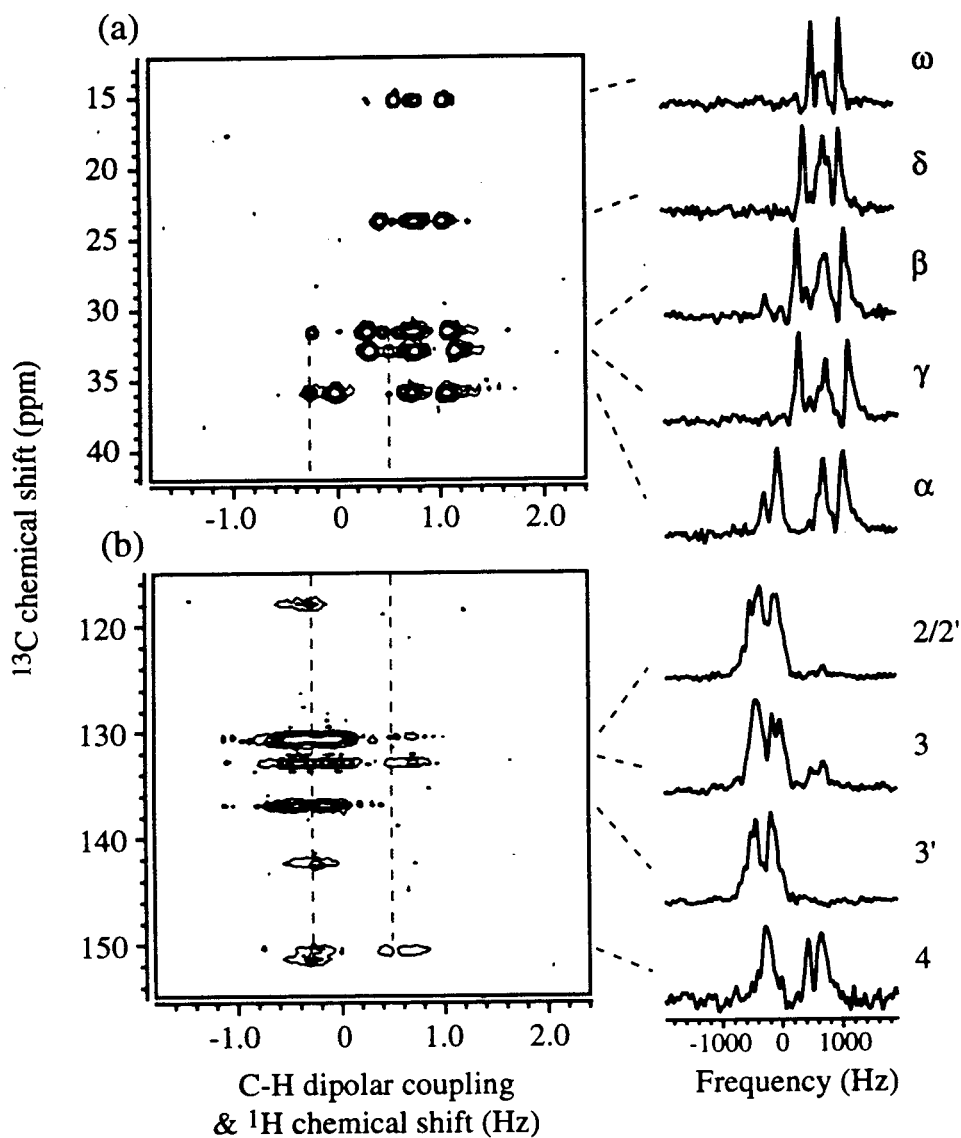 (a)
15
20
25
30
35
40
-1.0 0 1.0 2.0
ω
δ
β
γ
α
13C chemical shift (ppm)
(b)
120
130
140
150
-1.0 0 1.0 2.0
C-H dipolar coupling
& 1H chemical shift (Hz)
2/2'
3
3'
4
-1000 0 1000
Frequency (Hz)